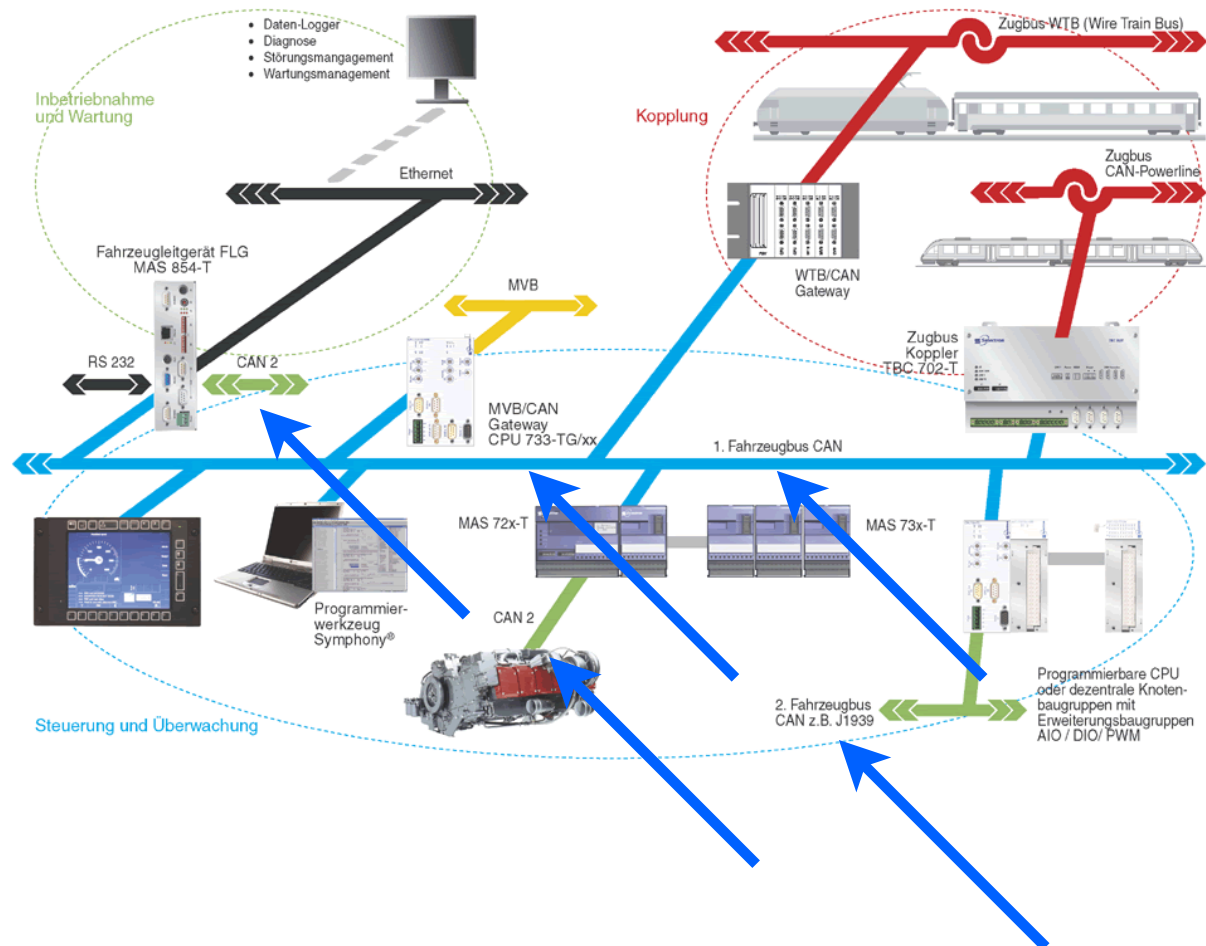 • Daten-Logger
• Diagnose
• Störungsmangagement
• Wartungsmanagement
Zugbus-WTB (Wire Train Bus)
Inbetriebnahme
und Wartung
Kopplung
Zugbus
CAN-Powerline
Ethernet
Fahrzeugleitgerät FLG
MAS 854-T
WTB/CAN
Gateway
MVB
Zugbus
Koppler
TBC 702-T
RS 232
CAN 2
MVB/CAN
Gateway
CPU 733-TG/xx
1. Fahrzeugbus CAN
MAS 72x-T
MAS 73x-T
Programmier-
werkzeug
Symphony®
CAN 2
Steuerung und Überwachung
2. Fahrzeugbus
CAN z.B. J1939
Programmierbare CPU
oder dezentrale Knoten-
baugruppen mit
Erweiterungsbaugruppen
AIO / DIO/ PWM